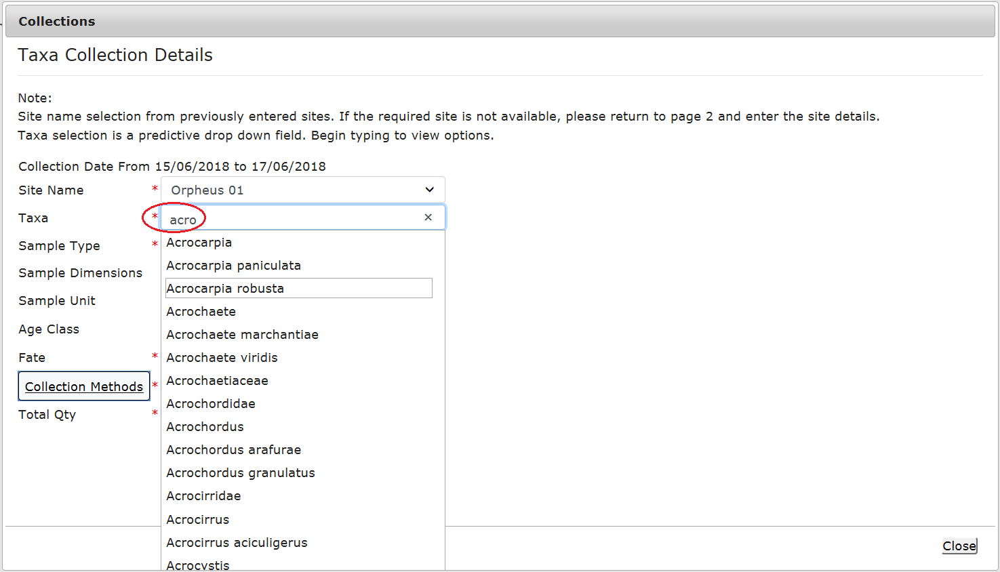 Collections
Taxa Collection Details
Note:
Site name selection from previously entered sites. If the required site is not available, please return to page 2 and enter the site details.
Taxa selection is a predictive drop down field. Begin typing to view options.
Collection Date From 15/06/2018 to 17/06/2018
Site Name * Orpheus 01
Taxa * acro ×
Sample Type *
Sample Dimensions
Sample Unit
Age Class
Fate *
Collection Methods *
Total Qty *
Acrocarpia
Acrocarpia paniculata
Acrocarpia robusta
Acrochaete
Acrochaete marchantiae
Acrochaete viridis
Acrochaetiaceae
Acrochordidae
Acrochordus
Acrochordus arafurae
Acrochordus granulatus
Acrocirridae
Acrocirrus
Acrocirrus aciculigerus
Acrocystis
Close